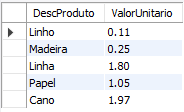 DescProduto ValorUnitario
Linho 0.11
Madeira 0.25
Linha 1.80
Papel 1.05
Cano 1.97